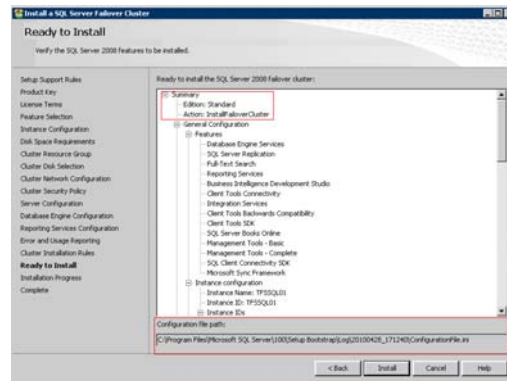 Install a SQL Server Failover Cluster
Ready to Install
Verify the SQL Server 2008 features to be installed.
Setup Support Rules
Product Key
License Terms
Feature Selection
Instance Configuration
Disk Space Requirements
Cluster Resource Group
Cluster Disk Selection
Cluster Network Configuration
Cluster Security Policy
Server Configuration
Database Engine Configuration
Reporting Services Configuration
Error and Usage Reporting
Cluster Installation Rules
Ready to Install
Installation Progress
Complete
Ready to install the SQL Server 2008 failover cluster:
Summary
Edition: Standard
Action: InstallFailoverCluster
General Configuration
Features
Database Engine Services
SQL Server Replication
Full-Text Search
Reporting Services
Business Intelligence Development Studio
Client Tools Connectivity
Integration Services
Client Tools Backwards Compatibility
Client Tools SDK
SQL Server Books Online
Management Tools - Basic
Management Tools - Complete
SQL Client Connectivity SDK
Microsoft Sync Framework
Instance configuration
Instance Name: TFSSQL01
Instance ID: TFSSQL01
Instance IDs
Configuration file path:
C:\Program Files\Microsoft SQL Server\100\Setup Bootstrap\Log\20100428_171240\ConfigurationFile.ini
< Back
Install
Cancel
Help